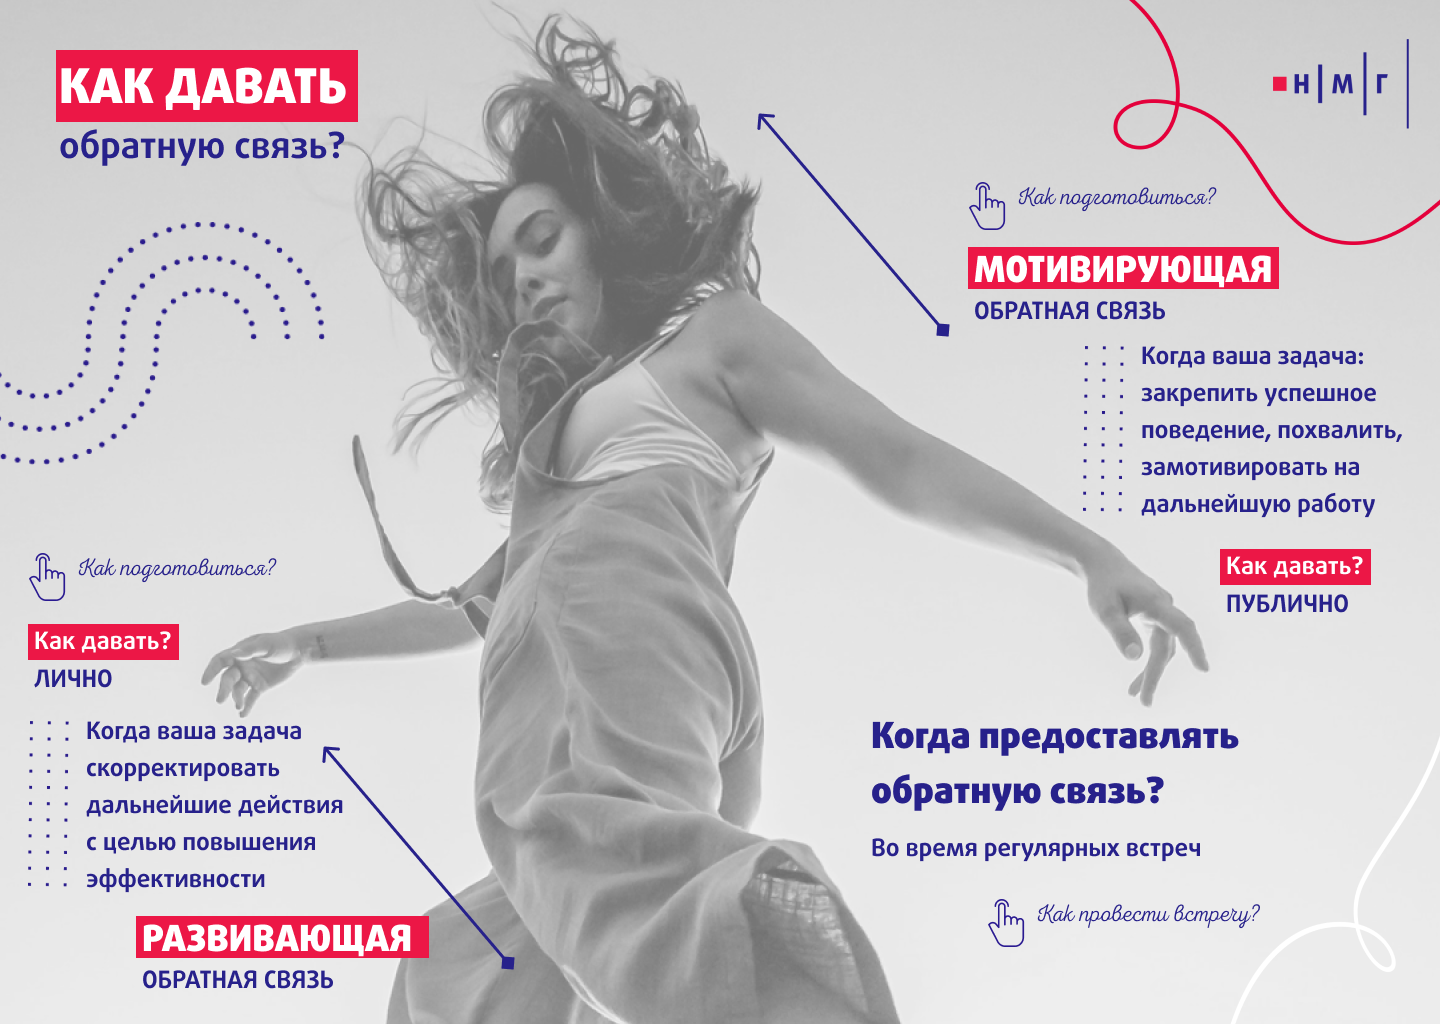 КАК ДАВАТЬ
обратную связь?
Н М Г
Как подготовиться?
МОТИВИРУЮЩАЯ
ОБРАТНАЯ СВЯЗЬ
Когда ваша задача:
закрепить успешное
поведение, похвалить,
замотивировать на
дальнейшую работу
Как давать?
ПУБЛИЧНО
Как подготовиться?
Как давать?
ЛИЧНО
Когда ваша задача
скорректировать
дальнейшие действия
с целью повышения
эффективности
РАЗВИВАЮЩАЯ
ОБРАТНАЯ СВЯЗЬ
Когда предоставлять
обратную связь?
Во время регулярных встреч
Как провести встречу?